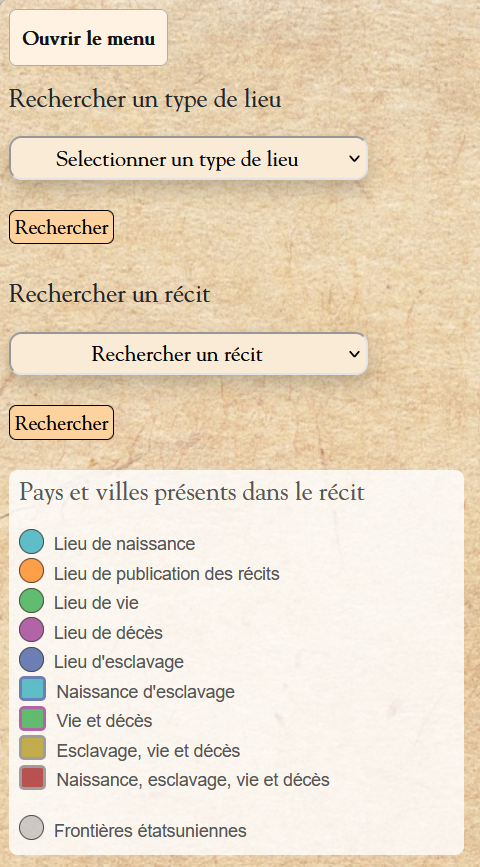 Ouvrir le menu
Rechercher un type de lieu
Selectionner un type de lieu
Rechercher
Rechercher un récit
Rechercher un récit
Rechercher
Pays et villes présents dans le récit
Lieu de naissance
Lieu de publication des récits
Lieu de vie
Lieu de décès
Lieu d'esclavage
Naissance d'esclavage
Vie et décès
Esclavage, vie et décès
Naissance, esclavage, vie et décès
Frontières étatsuniennes